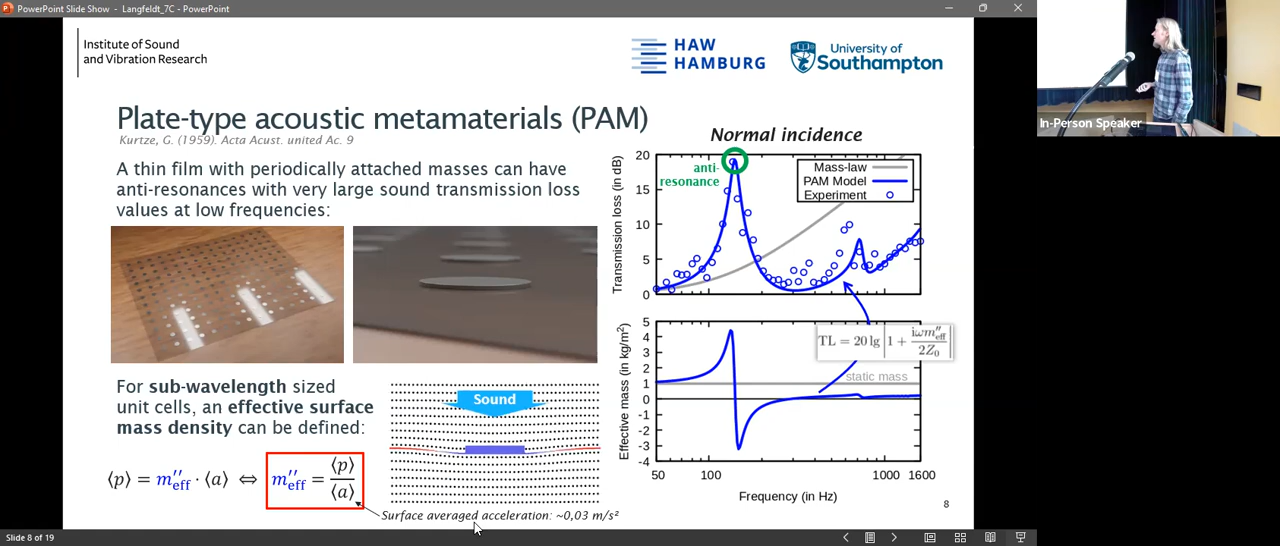 PowerPoint Slide Show - Langfeldt_7C - PowerPoint
Institute of Sound
and Vibration Research
HAW
HAMBURG
University of
Southampton
In-Person Speaker
Plate-type acoustic metamaterials (PAM)
Kurtze, G. (1959). Acta Acust. united Ac. 9
A thin film with periodically attached masses can have
anti-resonances with very large sound transmission loss
values at low frequencies:
For sub-wavelength sized
unit cells, an effective surface
mass density can be defined:
⟨p⟩ = m″eff · ⟨a⟩ ⇔ m″eff = ⟨p⟩/⟨a⟩
Sound
Surface averaged acceleration: ~0,03 m/s²
Normal incidence
Transmission loss (in dB)
20
15
10
5
0
anti-
resonance
Mass-law
PAM Model
Experiment
TL = 20 lg |1 + iωm″eff/2Z0|
Effective mass (in kg/m²)
5
4
3
2
1
0
-1
-2
-3
-4
static mass
50 100 1000 1600
Frequency (in Hz)
8
Slide 8 of 19